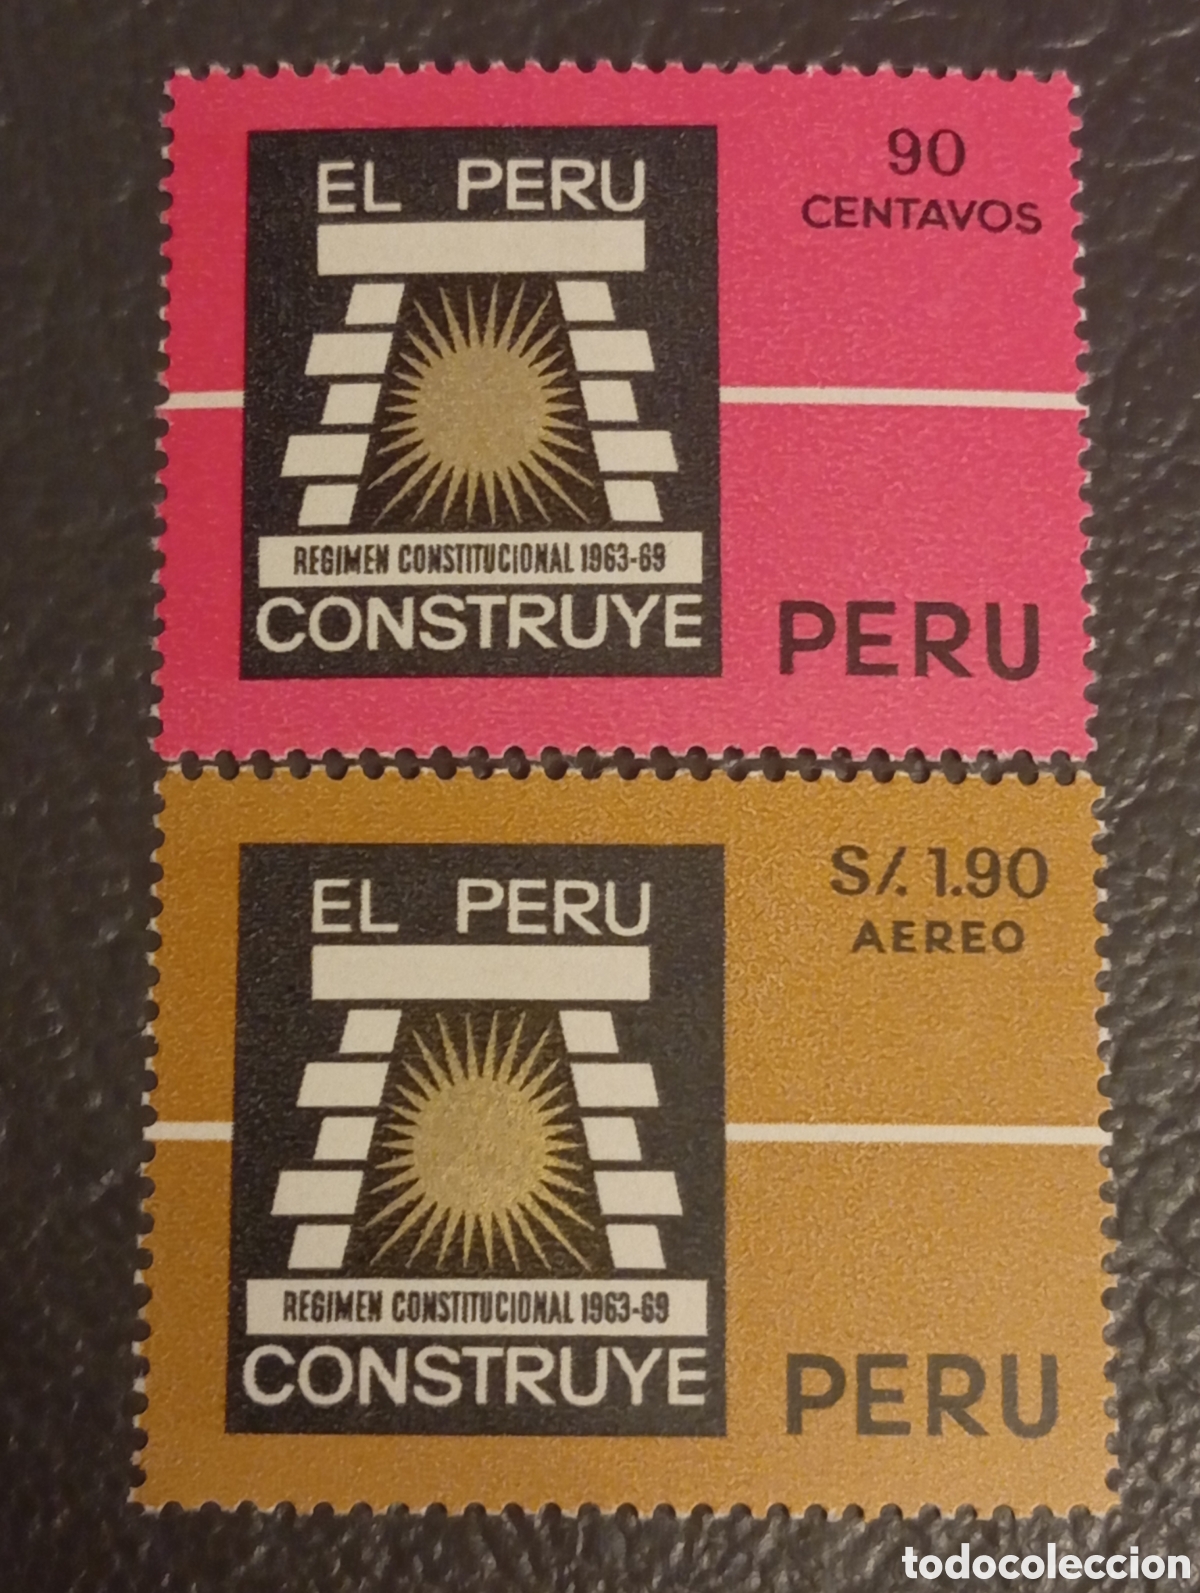 90
CENTAVOS
EL PERU
REGIMEN CONSTITUCIONAL 1963-69
CONSTRUYE
PERU
S/. 1.90
AEREO
EL PERU
REGIMEN CONSTITUCIONAL 1963-69
CONSTRUYE
PERU
todocoleccion